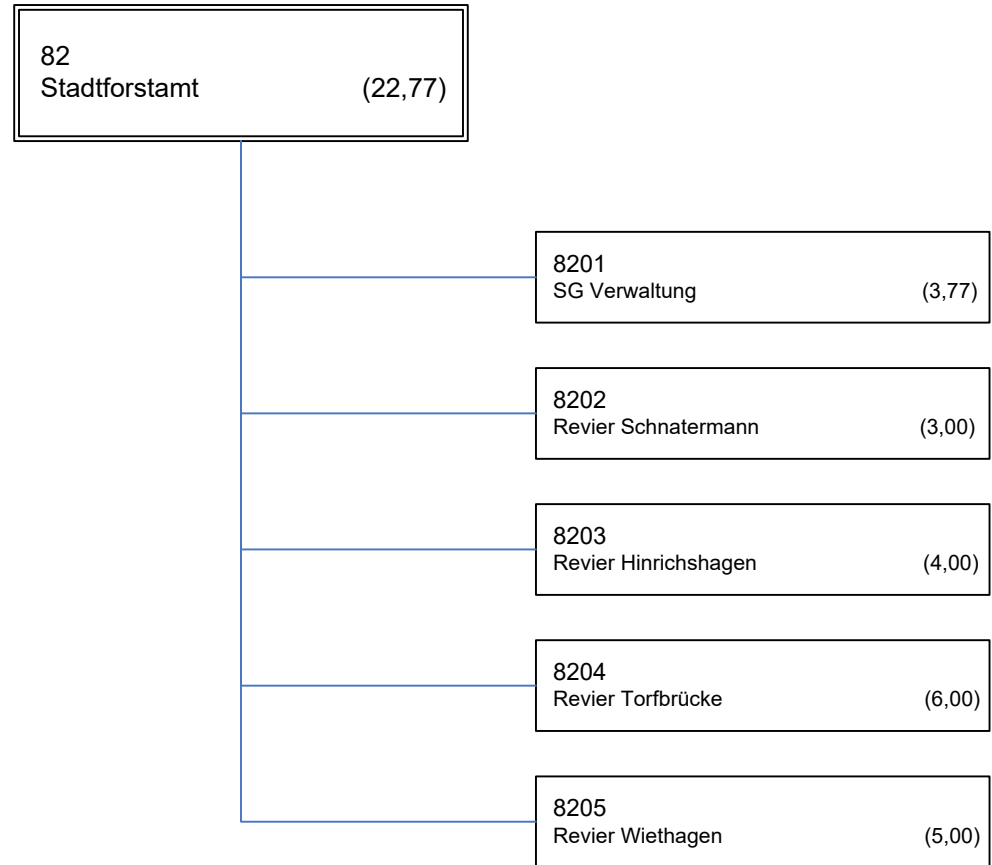 82
Stadtforstamt (22,77)
8201
SG Verwaltung (3,77)
8202
Revier Schnatermann (3,00)
8203
Revier Hinrichshagen (4,00)
8204
Revier Torfbrücke (6,00)
8205
Revier Wiethagen (5,00)